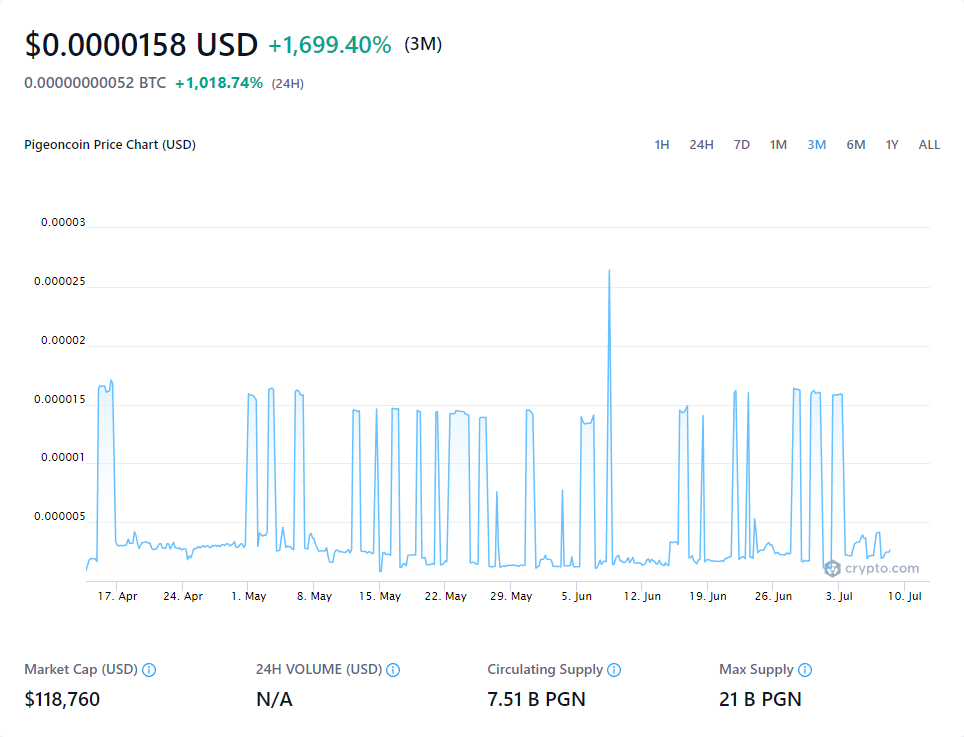 $0.0000158 USD +1,699.40% (3M)
0.00000000052 BTC +1,018.74% (24H)
Pigeoncoin Price Chart (USD) 1H 24H 7D 1M 3M 6M 1Y ALL
0.00003
0.000025
0.00002
0.000015
0.00001
0.000005
crypto.com
17. Apr 24. Apr 1. May 8. May 15. May 22. May 29. May 5. Jun 12. Jun 19. Jun 26. Jun 3. Jul 10. Jul
Market Cap (USD) 24H VOLUME (USD) Circulating Supply Max Supply
$118,760 N/A 7.51 B PGN 21 B PGN